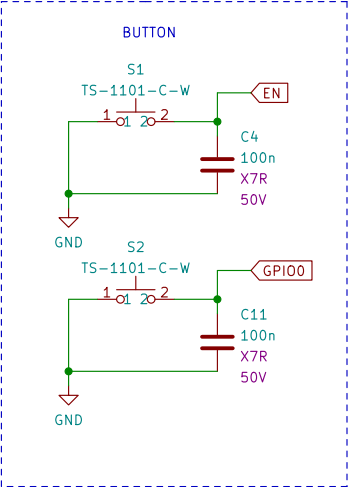 BUTTON
S1
TS-1101-C-W
1 1 2 2
EN
C4
100n
X7R
50V
GND
S2
TS-1101-C-W
1 1 2 2
GPIO0
C11
100n
X7R
50V
GND